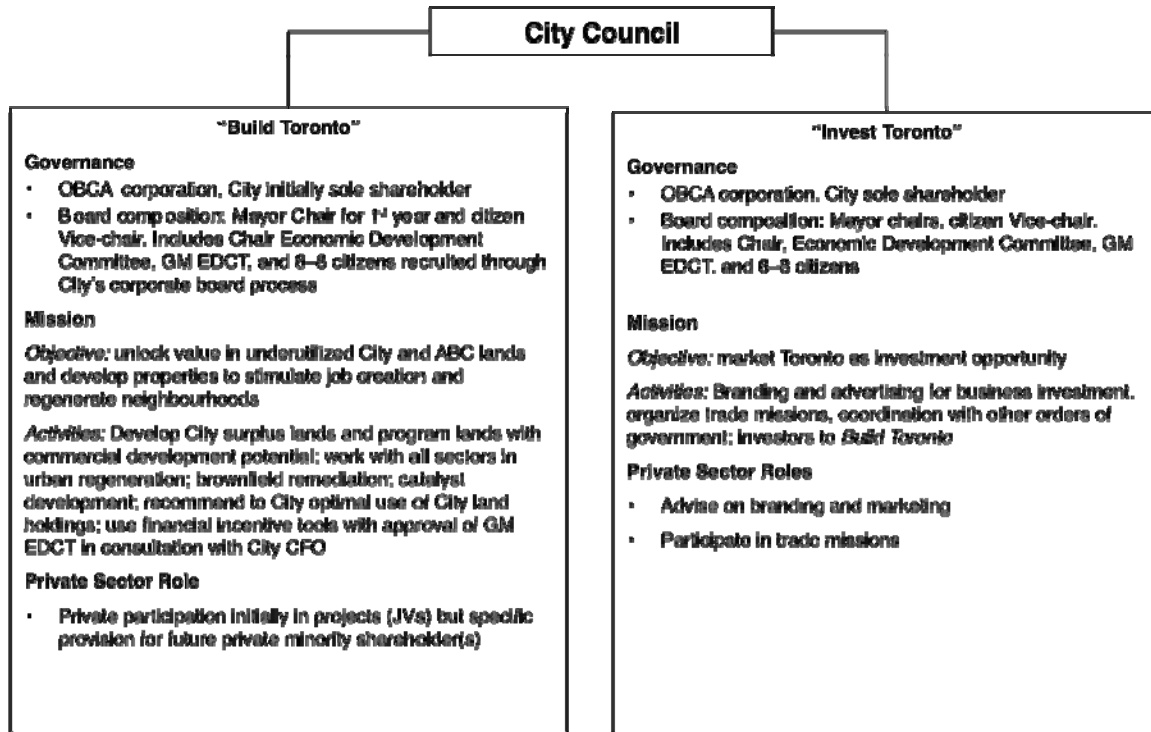 City Council
"Build Toronto"
Governance
• OBCA corporation, City initially sole shareholder
• Board composition: Mayor Chair for 1st year and citizen
Vice-chair. Includes Chair Economic Development
Committee, GM EDCT, and 6–8 citizens recruited through
City's corporate board process
Mission
Objective: unlock value in underutilized City and ABC lands
and develop properties to stimulate job creation and
regenerate neighbourhoods
Activities: Develop City surplus lands and program lands with
commercial development potential; work with all sectors in
urban regeneration; brownfield remediation; catalyst
development; recommend to City optimal use of City land
holdings; use financial incentive tools with approval of GM
EDCT in consultation with City CFO
Private Sector Role
• Private participation initially in projects (JVs) but specific
provision for future private minority shareholder(s)
"Invest Toronto"
Governance
• OBCA corporation. City sole shareholder
• Board composition: Mayor chairs, citizen Vice-chair.
Includes Chair, Economic Development Committee, GM
EDCT. and 6–8 citizens
Mission
Objective: market Toronto as investment opportunity
Activities: Branding and advertising for business investment.
organize trade missions, coordination with other orders of
government; investors to Build Toronto
Private Sector Roles
• Advise on branding and marketing
• Participate in trade missions